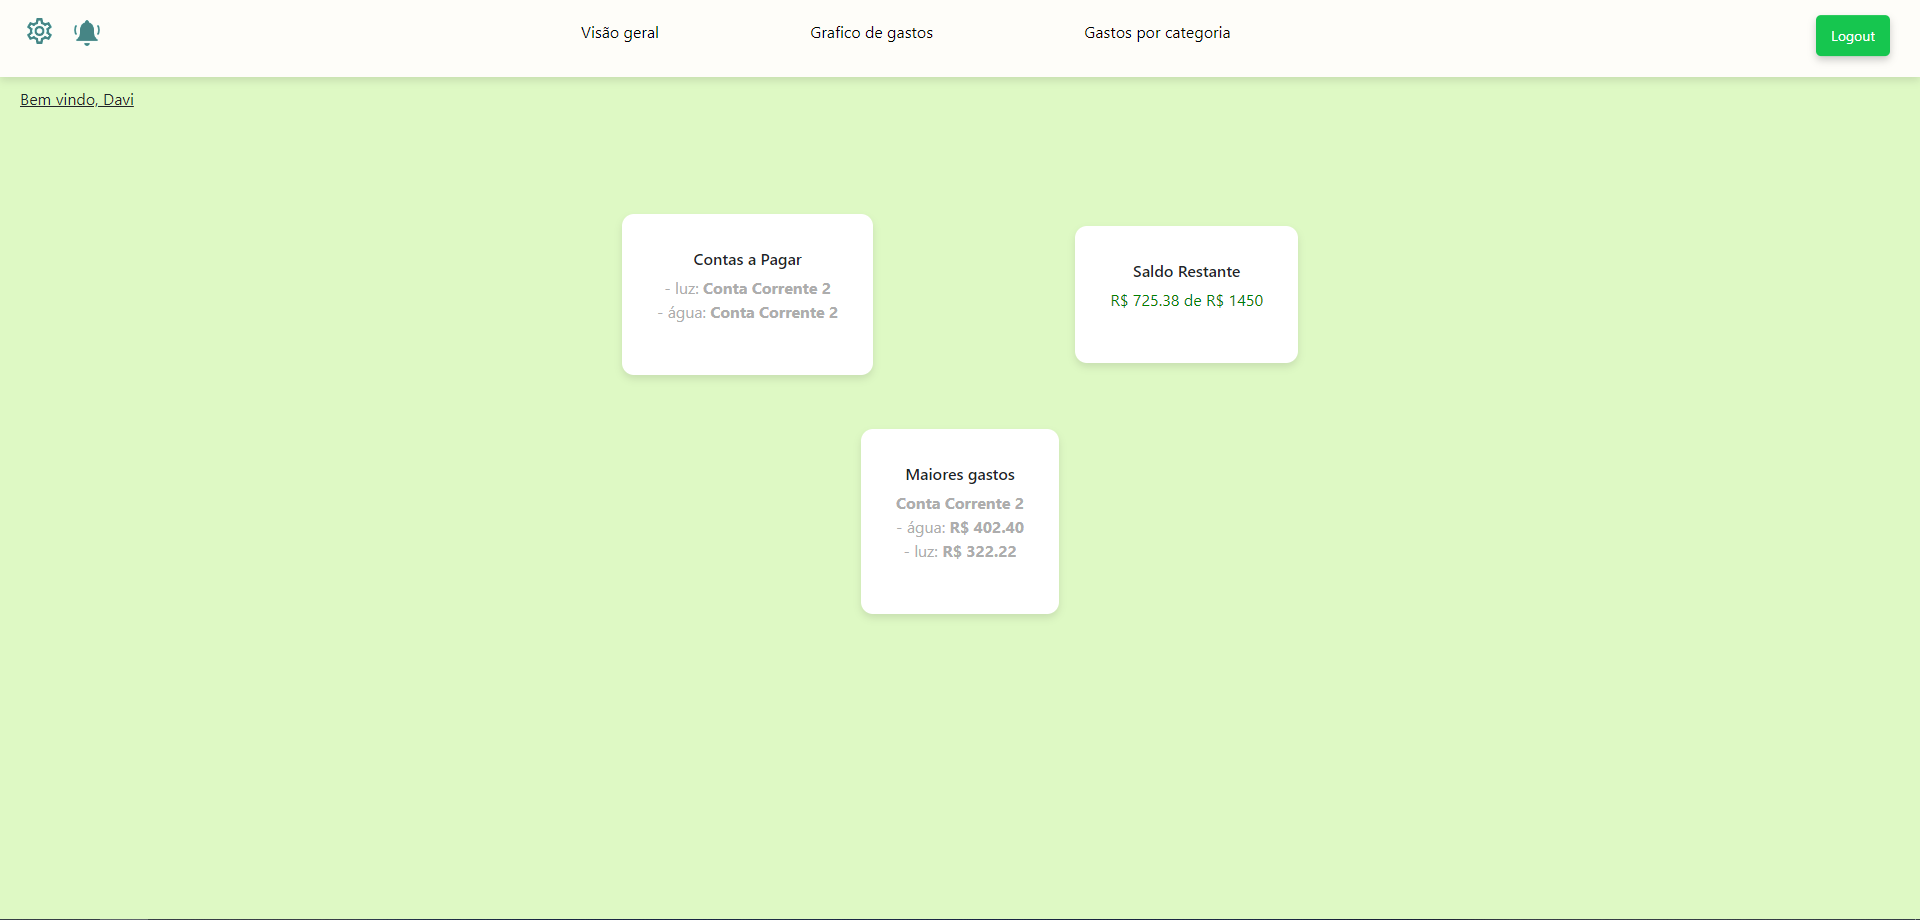 Visão geral
Grafico de gastos
Gastos por categoria
Logout
Bem vindo, Davi
Contas a Pagar
- luz: Conta Corrente 2
- água: Conta Corrente 2
Saldo Restante
R$ 725.38 de R$ 1450
Maiores gastos
Conta Corrente 2
- água: R$ 402.40
- luz: R$ 322.22